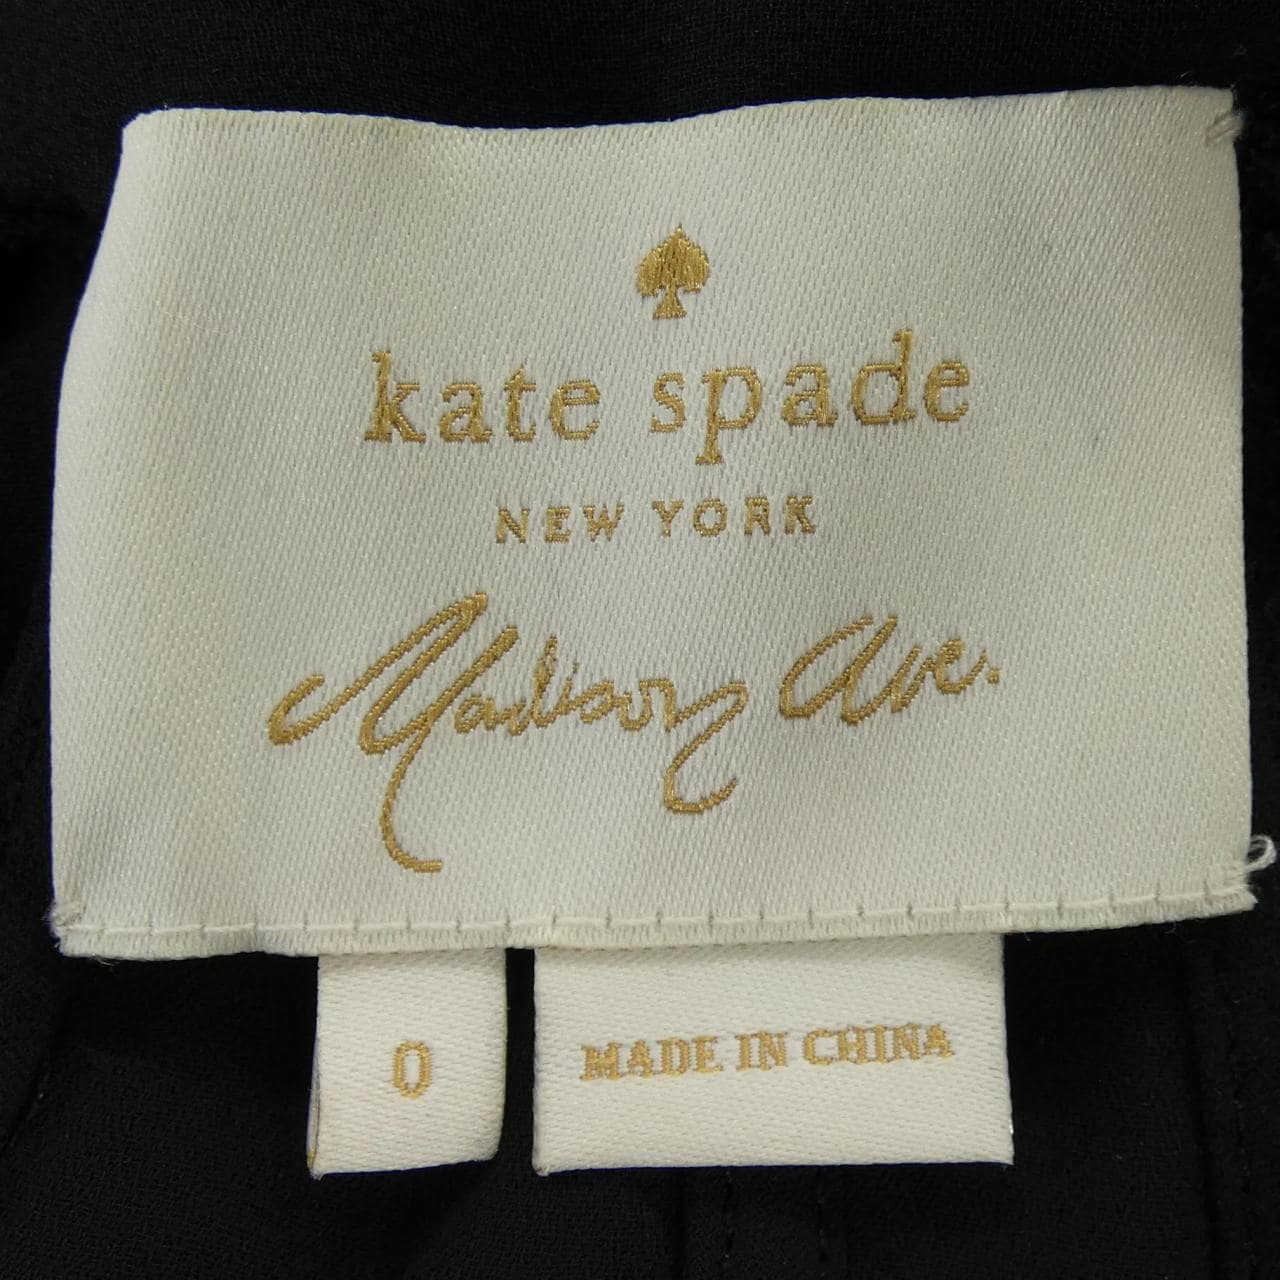 kate spade
NEW YORK
Madison Ave.
0
MADE IN CHINA